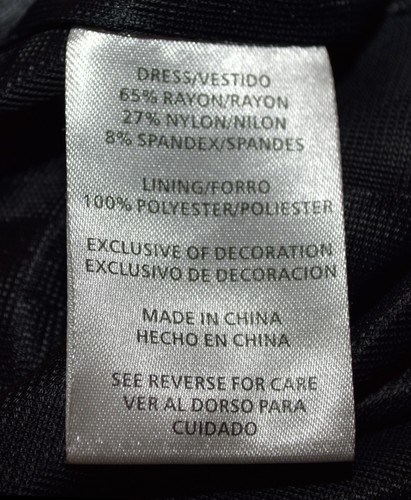 DRESS/VESTIDO
65% RAYON/RAYON
27% NYLON/NILON
8% SPANDEX/SPANDES
LINING/FORRO
100% POLYESTER/POLIESTER
EXCLUSIVE OF DECORATION
EXCLUSIVO DE DECORACION
MADE IN CHINA
HECHO EN CHINA
SEE REVERSE FOR CARE
VER AL DORSO PARA
CUIDADO